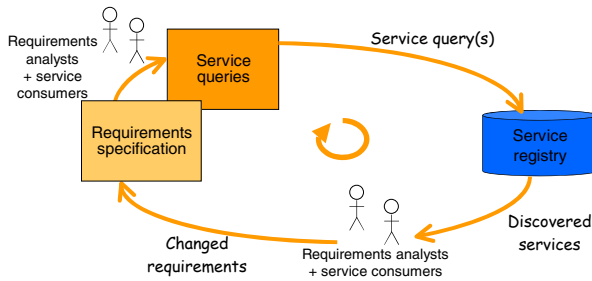 Requirements
analysts
+ service
consumers
Service
queries
Service query(s)
Requirements
specification
Service
registry
Discovered
services
Changed
requirements
Requirements analysts
+ service consumers